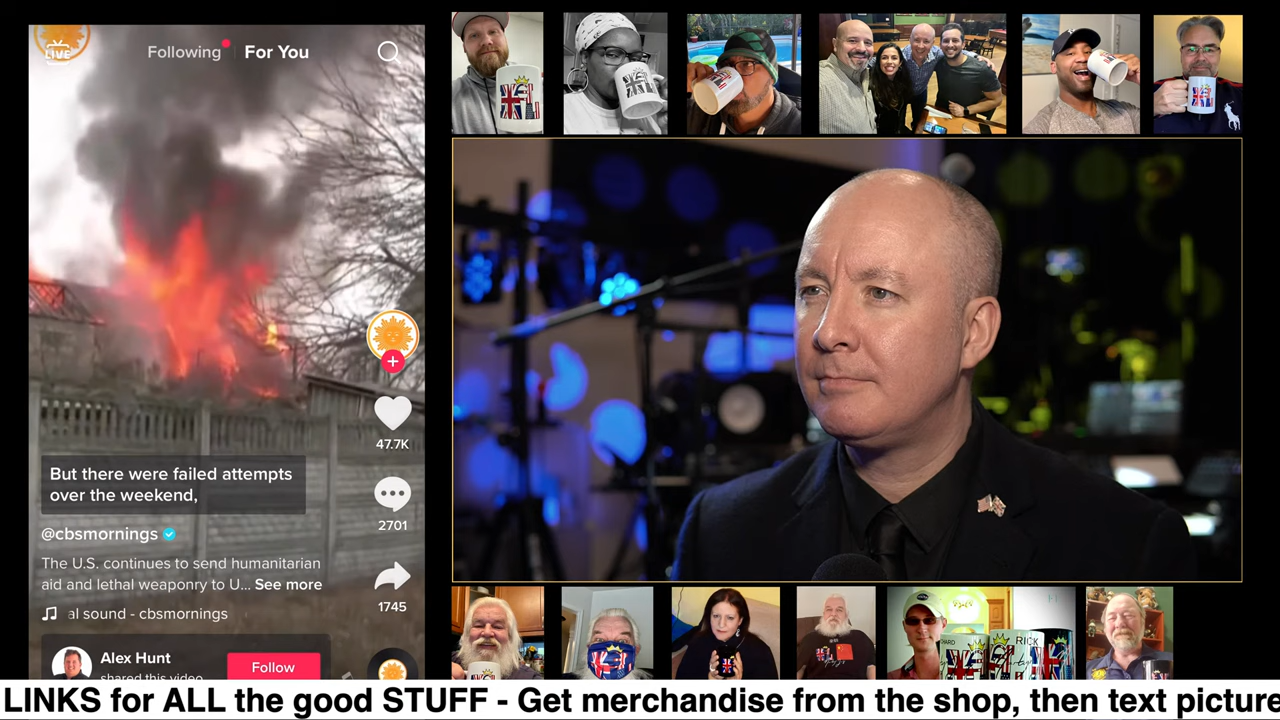 LIVE
Following
For You
47.7K
But there were failed attempts
over the weekend,
2701
@cbsmornings
The U.S. continues to send humanitarian
aid and lethal weaponry to U... See more
1745
al sound - cbsmornings
Alex Hunt
shared this video
Follow
RICK
LINKS for ALL the good STUFF - Get merchandise from the shop, then text picture